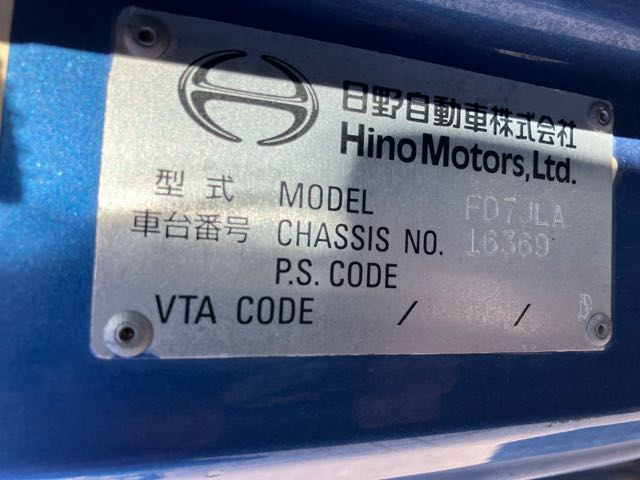 日野自動車株式会社
Hino Motors, Ltd.
型式 MODEL FD7JLA
車台番号 CHASSIS NO. 16369
P.S. CODE
VTA CODE / /